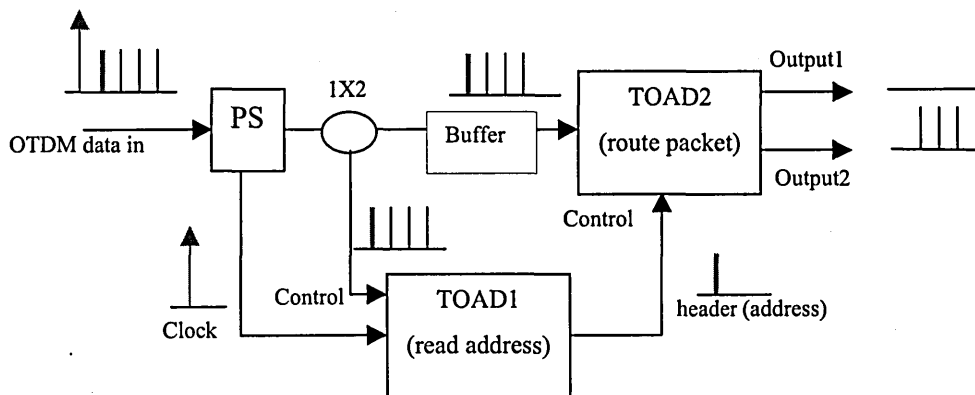 Output1
1X2
TOAD2
PS
Buffer
(route packet)
OTDM data in
Output2
Control
Control
TOAD1
header (address)
Clock
(read address)